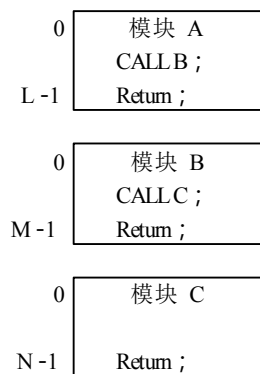 0 模块 A
CALL B ;
L -1 Return ;
0 模块 B
CALL C ;
M -1 Return ;
0 模块 C
N -1 Return ;